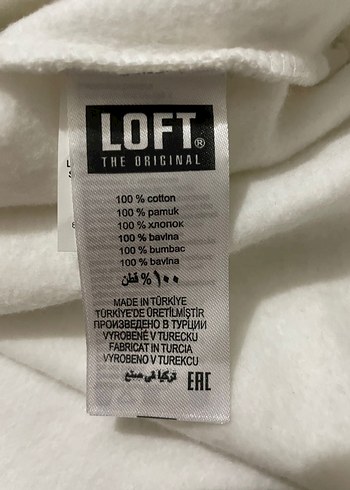 LOFT®
THE ORIGINAL
100 % cotton
100 % pamuk
100 % хлопок
100 % bavlna
100 % bumbac
100 % bavlna
١٠٠ % قطن
MADE IN TÜRKİYE
TÜRKİYE'DE ÜRETİLMİŞTİR
ПРОИЗВЕДЕНО В ТУРЦИИ
VYROBENÉ V TURECKU
FABRICAT IN TURCIA
VYROBENO V TUREKCU
تركيا في صنع
EAC